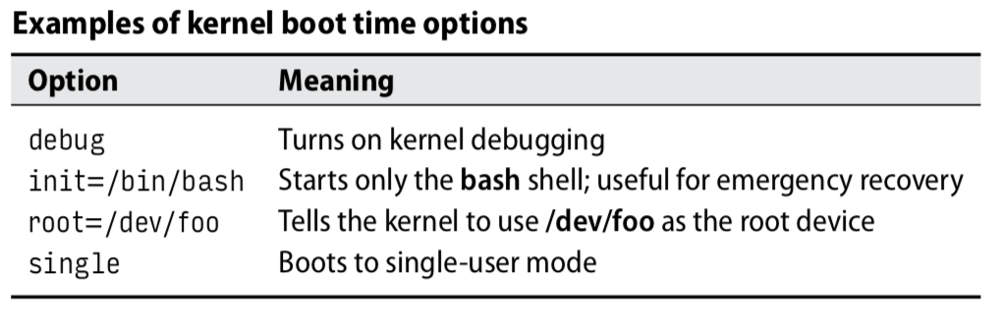 Examples of kernel boot time options
Option Meaning
debug Turns on kernel debugging
init=/bin/bash Starts only the bash shell; useful for emergency recovery
root=/dev/foo Tells the kernel to use /dev/foo as the root device
single Boots to single-user mode